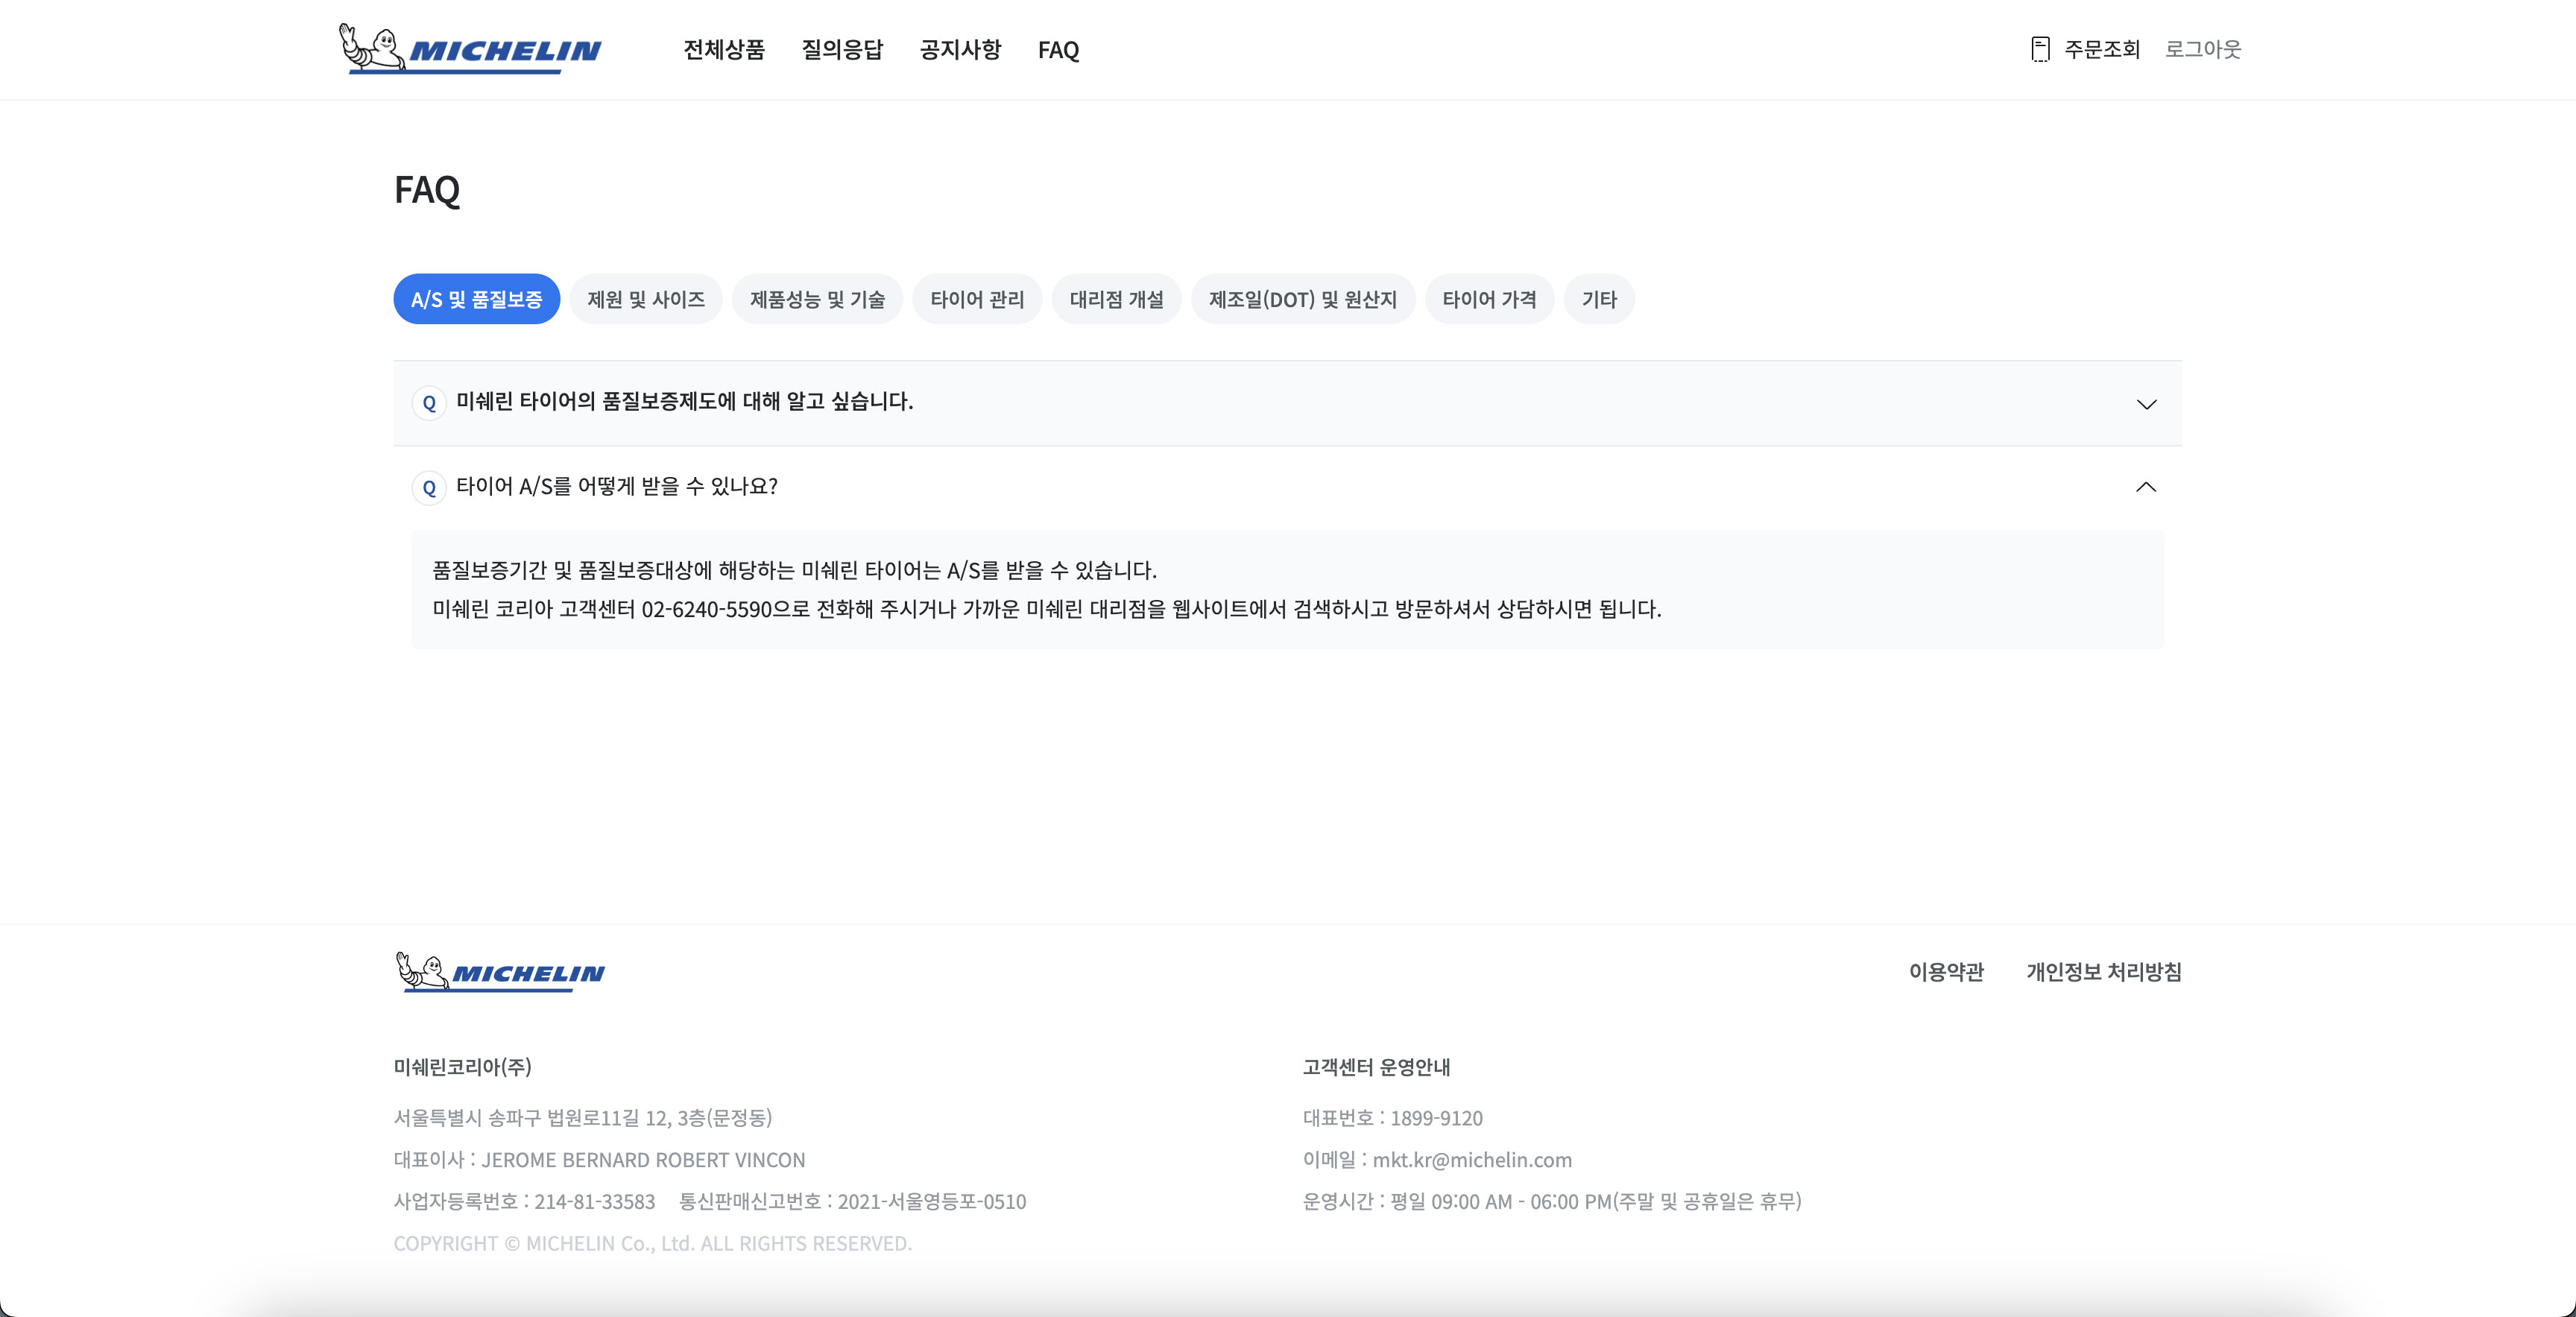 MICHELIN 전체상품 질의응답 공지사항 FAQ 주문조회 로그아웃
FAQ
A/S 및 품질보증 제원 및 사이즈 제품성능 및 기술 타이어 관리 대리점 개설 제조일(DOT) 및 원산지 타이어 가격 기타
Q 미쉐린 타이어의 품질보증제도에 대해 알고 싶습니다.
Q 타이어 A/S를 어떻게 받을 수 있나요?
품질보증기간 및 품질보증대상에 해당하는 미쉐린 타이어는 A/S를 받을 수 있습니다.
미쉐린 코리아 고객센터 02-6240-5590으로 전화해 주시거나 가까운 미쉐린 대리점을 웹사이트에서 검색하시고 방문하셔서 상담하시면 됩니다.
MICHELIN 이용약관 개인정보 처리방침
미쉐린코리아(주)
서울특별시 송파구 법원로11길 12, 3층(문정동)
대표이사 : JEROME BERNARD ROBERT VINCON
사업자등록번호 : 214-81-33583 통신판매신고번호 : 2021-서울영등포-0510
COPYRIGHT © MICHELIN Co., Ltd. ALL RIGHTS RESERVED.
고객센터 운영안내
대표번호 : 1899-9120
이메일 : mkt.kr@michelin.com
운영시간 : 평일 09:00 AM - 06:00 PM(주말 및 공휴일은 휴무)